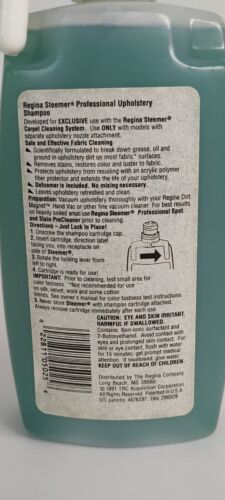 Regina Steemer® Professional Upholstery
Shampoo
Developed for EXCLUSIVE use with the Regina Steemer®
Carpet Cleaning System. Use ONLY with models with
separate upholstery nozzle attachment.
Safe and Effective Fabric Cleaning
Scientifically formulated to break down grease, oil and
ground in upholstery dirt on most fabric* surfaces.
Removes stains, restores color and luster to fabric.
Protects upholstery from resoiling with an acrylic polymer
fiber protector and extends the life of your upholstery.
Defoamer is included. No mixing necessary.
Leaves upholstery refreshed and clean.
Preparation: Vacuum upholstery thoroughly with your Regina Dirt
Magnet™ Hand Vac or other fine vacuum cleaner. For best results
on heavily soiled areas use Regina Steemer® Professional Spot
and Stain PreCleaner prior to cleaning.
Directions – Just Lock In Place!
1. Unscrew the shampoo cartridge cap.
2. Insert cartridge, direction label
facing you, into receptacle on
side of Steemer®.
3. Rotate the locking lever from
left to right.
4. Cartridge is ready for use!
IMPORTANT: Prior to cleaning, test small area for
color fastness. *Not recommended for use
on silk, velvet, wool and some cotton
blends. See owner's manual for color fastness test instructions.
5. Never store Steemer® with shampoo cartridge attached.
Always remove cartridge immediately after each use.
CAUTION: EYE AND SKIN IRRITANT.
HARMFUL IF SWALLOWED.
Contains: Non-ionic surfactant and
2-Butoxyethanol. Avoid contact with
eyes and prolonged skin contact. For
skin or eye contact, flush with water
for 15 minutes; get prompt medical
attention. If swallowed, give water.
KEEP OUT OF REACH OF CHILDREN.
Distributed by The Regina Company
Long Beach, MS 39560.
© 1991 TRC Acquisition Corporation
All Rights Reserved Printed in U.S.A.
US patents 4676287; Des 286928